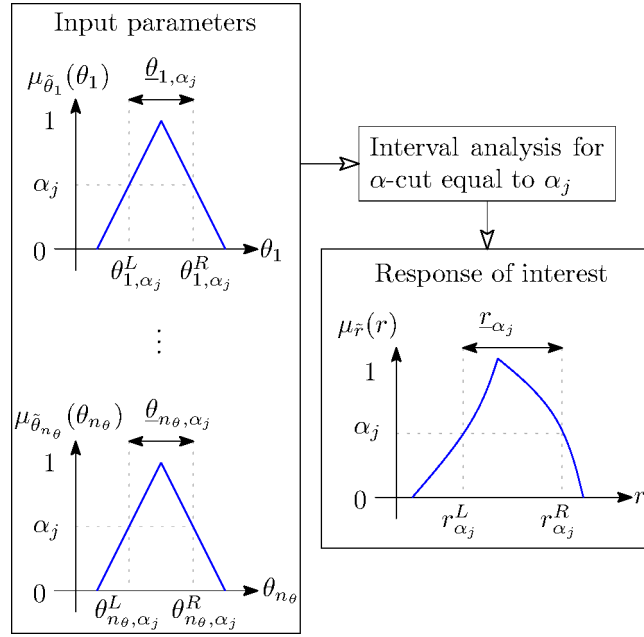 Input parameters
μ_{θ̃_1}(θ_1)
θ_{1,α_j}
1
α_j
0
θ_1
θ^L_{1,α_j} θ^R_{1,α_j}
⋮
μ_{θ̃_{n_θ}}(θ_{n_θ})
θ_{n_θ,α_j}
1
α_j
0
θ_{n_θ}
θ^L_{n_θ,α_j} θ^R_{n_θ,α_j}
Interval analysis for
α-cut equal to α_j
Response of interest
μ_{r̃}(r)
r_{α_j}
1
α_j
0
r
r^L_{α_j} r^R_{α_j}